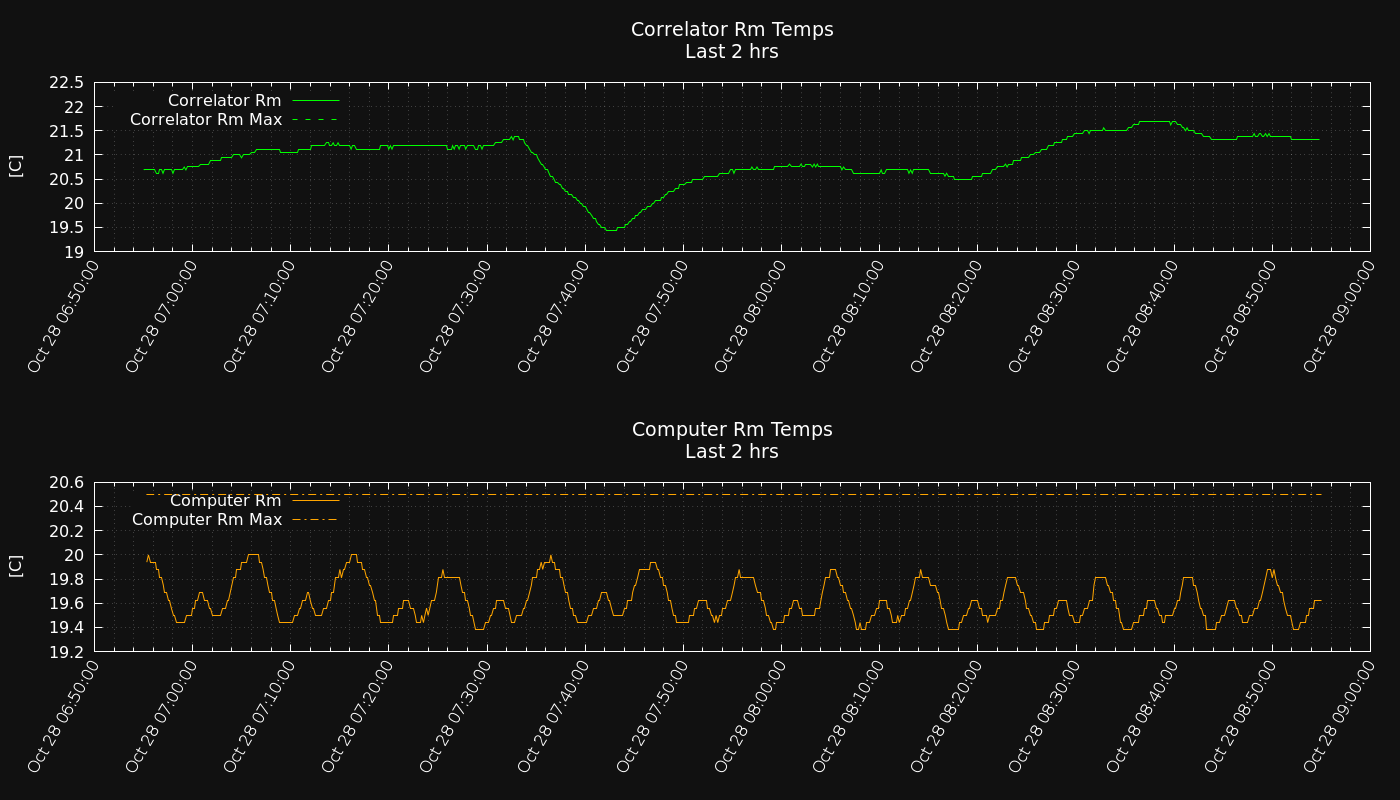 Correlator Rm Temps
Last 2 hrs
22.5
22
21.5
21
20.5
20
19.5
19
[C]
Correlator Rm
Correlator Rm Max
Oct 28 06:50:00
Oct 28 07:00:00
Oct 28 07:10:00
Oct 28 07:20:00
Oct 28 07:30:00
Oct 28 07:40:00
Oct 28 07:50:00
Oct 28 08:00:00
Oct 28 08:10:00
Oct 28 08:20:00
Oct 28 08:30:00
Oct 28 08:40:00
Oct 28 08:50:00
Oct 28 09:00:00
Computer Rm Temps
Last 2 hrs
20.6
20.4
20.2
20
19.8
19.6
19.4
19.2
[C]
Computer Rm
Computer Rm Max
Oct 28 06:50:00
Oct 28 07:00:00
Oct 28 07:10:00
Oct 28 07:20:00
Oct 28 07:30:00
Oct 28 07:40:00
Oct 28 07:50:00
Oct 28 08:00:00
Oct 28 08:10:00
Oct 28 08:20:00
Oct 28 08:30:00
Oct 28 08:40:00
Oct 28 08:50:00
Oct 28 09:00:00